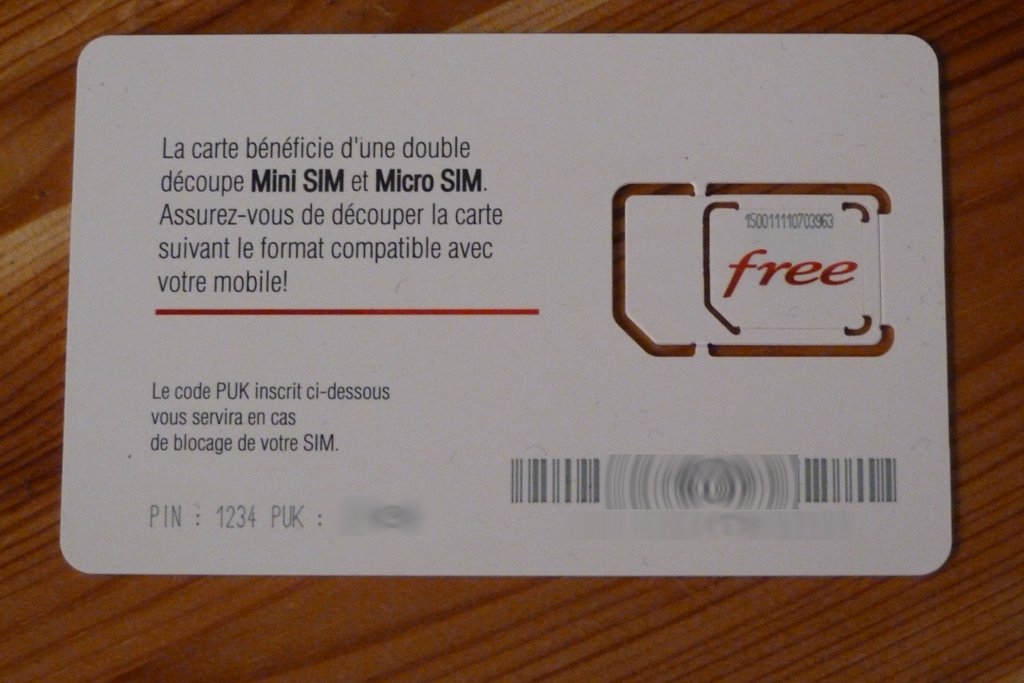 La carte bénéficie d'une double
découpe Mini SIM et Micro SIM.
Assurez-vous de découper la carte
suivant le format compatible avec
votre mobile!
150011110703963
free
Le code PUK inscrit ci-dessous
vous servira en cas
de blocage de votre SIM.
PIN : 1234 PUK :